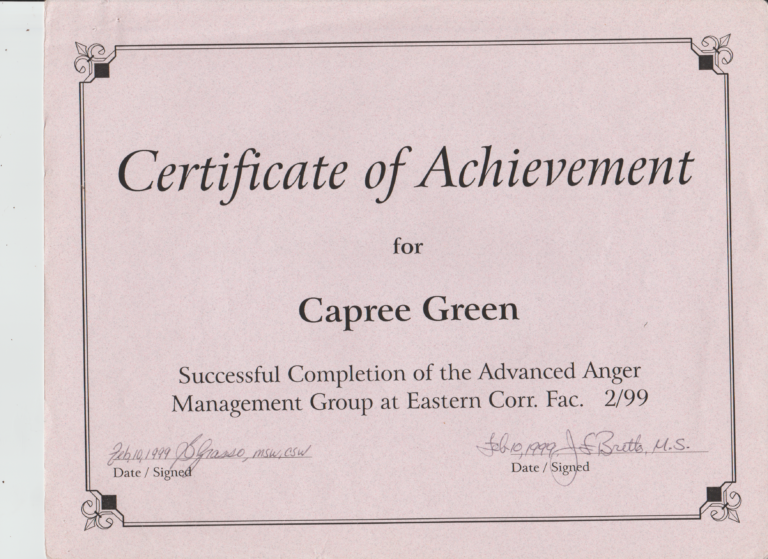 Certificate of Achievement
for
Capree Green
Successful Completion of the Advanced Anger
Management Group at Eastern Corr. Fac. 2/99
Feb 10, 1999 Grasso, MSW, CSW
Feb 10, 1999 M.S.
Date / Signed
Date / Signed